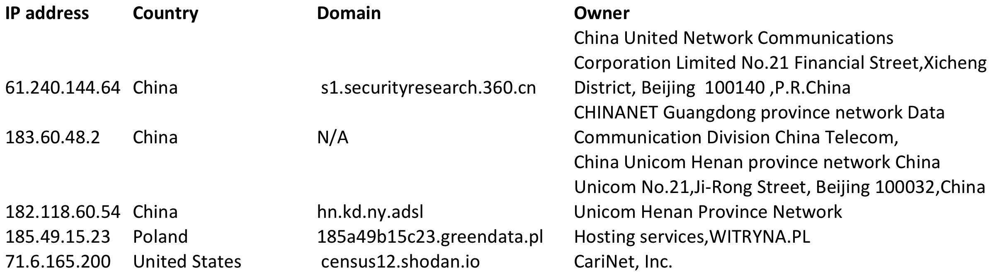 IP address Country Domain Owner
China United Network Communications
Corporation Limited No.21 Financial Street,Xicheng
61.240.144.64 China s1.securityresearch.360.cn District, Beijing  100140 ,P.R.China
CHINANET Guangdong province network Data
183.60.48.2 China N/A Communication Division China Telecom,
China Unicom Henan province network China
Unicom No.21,Ji-Rong Street, Beijing 100032,China
182.118.60.54 China hn.kd.ny.adsl Unicom Henan Province Network
185.49.15.23 Poland 185a49b15c23.greendata.pl Hosting services,WITRYNA.PL
71.6.165.200 United States census12.shodan.io CariNet, Inc.